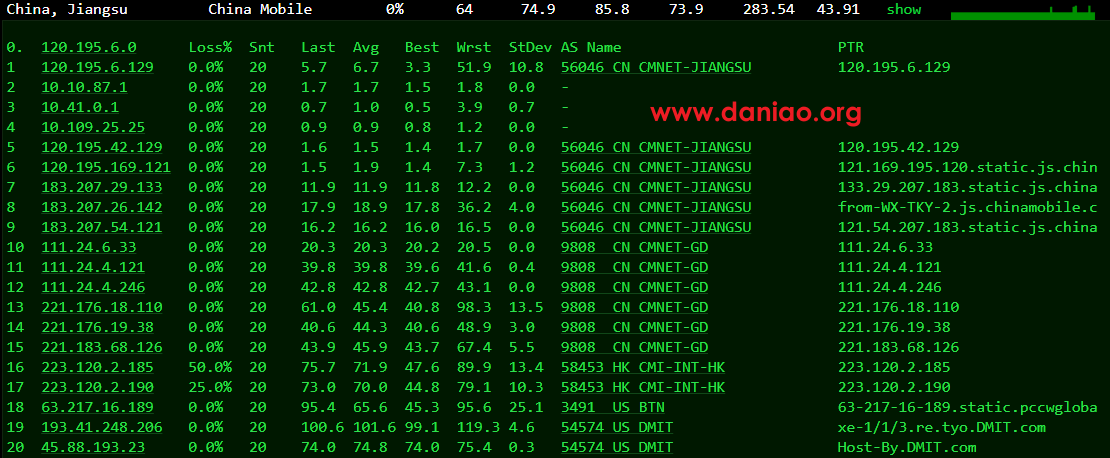 China, Jiangsu China Mobile 0% 64 74.9 85.8 73.9 283.54 43.91 show
0. 120.195.6.0 Loss% Snt Last Avg Best Wrst StDev AS Name PTR
1 120.195.6.129 0.0% 20 5.7 6.7 3.3 51.9 10.8 56046 CN CMNET-JIANGSU 120.195.6.129
2 10.10.87.1 0.0% 20 1.7 1.7 1.5 1.8 0.0 -
3 10.41.0.1 0.0% 20 0.7 1.0 0.5 3.9 0.7 -
www.daniao.org
4 10.109.25.25 0.0% 20 0.9 0.9 0.8 1.2 0.0 -
5 120.195.42.129 0.0% 20 1.6 1.5 1.4 1.7 0.0 56046 CN CMNET-JIANGSU 120.195.42.129
6 120.195.169.121 0.0% 20 1.5 1.9 1.4 7.3 1.2 56046 CN CMNET-JIANGSU 121.169.195.120.static.js.chin
7 183.207.29.133 0.0% 20 11.9 11.9 11.8 12.2 0.0 56046 CN CMNET-JIANGSU 133.29.207.183.static.js.china
8 183.207.26.142 0.0% 20 17.9 18.9 17.8 36.2 4.0 56046 CN CMNET-JIANGSU from-WX-TKY-2.js.chinamobile.c
9 183.207.54.121 0.0% 20 16.2 16.2 16.0 16.5 0.0 56046 CN CMNET-JIANGSU 121.54.207.183.static.js.china
10 111.24.6.33 0.0% 20 20.3 20.3 20.2 20.5 0.0 9808 CN CMNET-GD 111.24.6.33
11 111.24.4.121 0.0% 20 39.8 39.8 39.6 41.6 0.4 9808 CN CMNET-GD 111.24.4.121
12 111.24.4.246 0.0% 20 42.8 42.8 42.7 43.1 0.0 9808 CN CMNET-GD 111.24.4.246
13 221.176.18.110 0.0% 20 61.0 45.4 40.8 98.3 13.5 9808 CN CMNET-GD 221.176.18.110
14 221.176.19.38 0.0% 20 40.6 44.3 40.6 48.9 3.0 9808 CN CMNET-GD 221.176.19.38
15 221.183.68.126 0.0% 20 43.9 45.9 43.7 67.4 5.5 9808 CN CMNET-GD 221.183.68.126
16 223.120.2.185 50.0% 20 75.7 71.9 47.6 89.9 13.4 58453 HK CMI-INT-HK 223.120.2.185
17 223.120.2.190 25.0% 20 73.0 70.0 44.8 79.1 10.3 58453 HK CMI-INT-HK 223.120.2.190
18 63.217.16.189 0.0% 20 95.4 65.6 45.3 95.6 25.1 3491 US BTN 63-217-16-189.static.pccwgloba
19 193.41.248.206 0.0% 20 100.6 101.6 99.1 119.3 4.6 54574 US DMIT xe-1/1/3.re.tyo.DMIT.com
20 45.88.193.23 0.0% 20 74.0 74.8 74.0 75.4 0.3 54574 US DMIT Host-By.DMIT.com